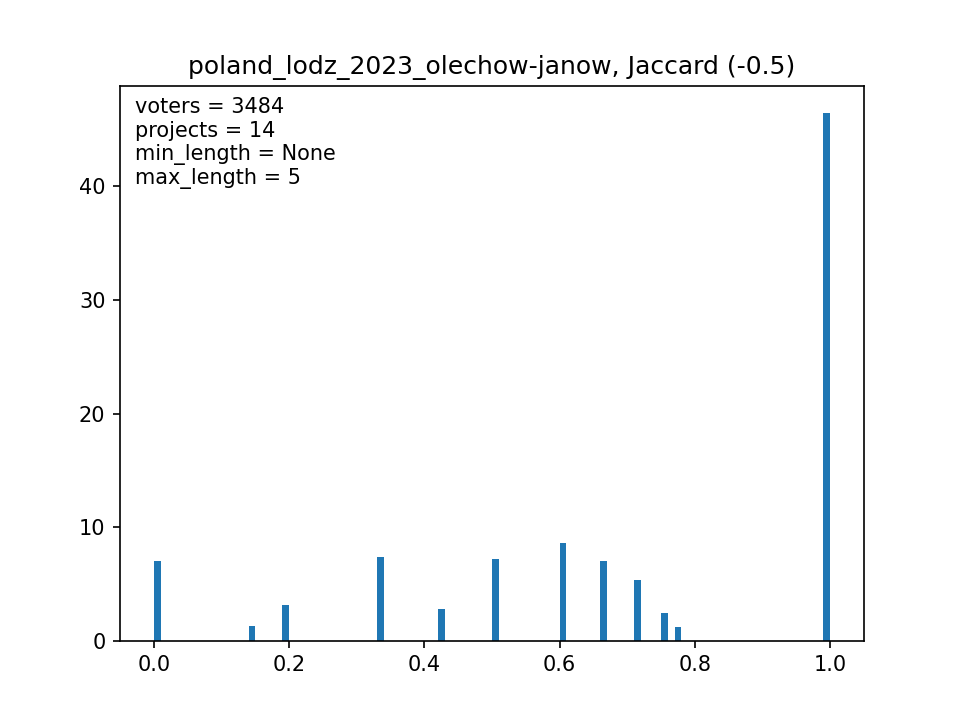 poland_lodz_2023_olechow-janow, Jaccard (-0.5)
voters = 3484
projects = 14
min_length = None
max_length = 5
40
30
20
10
0
0.0 0.2 0.4 0.6 0.8 1.0